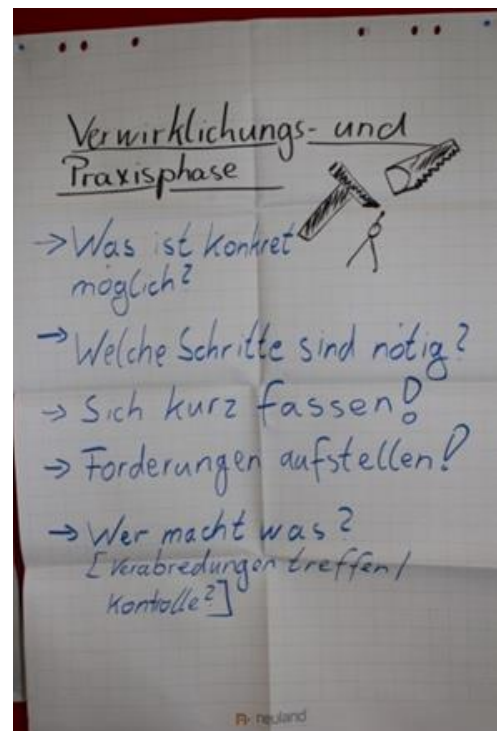 Verwirklichungs- und
Praxisphase
→ Was ist konkret
möglich?
→ Welche Schritte sind nötig?
→ Sich kurz fassen!
→ Forderungen aufstellen!
→ Wer macht was?
[Verabredungen treffen/
Kontrolle?]
neuland